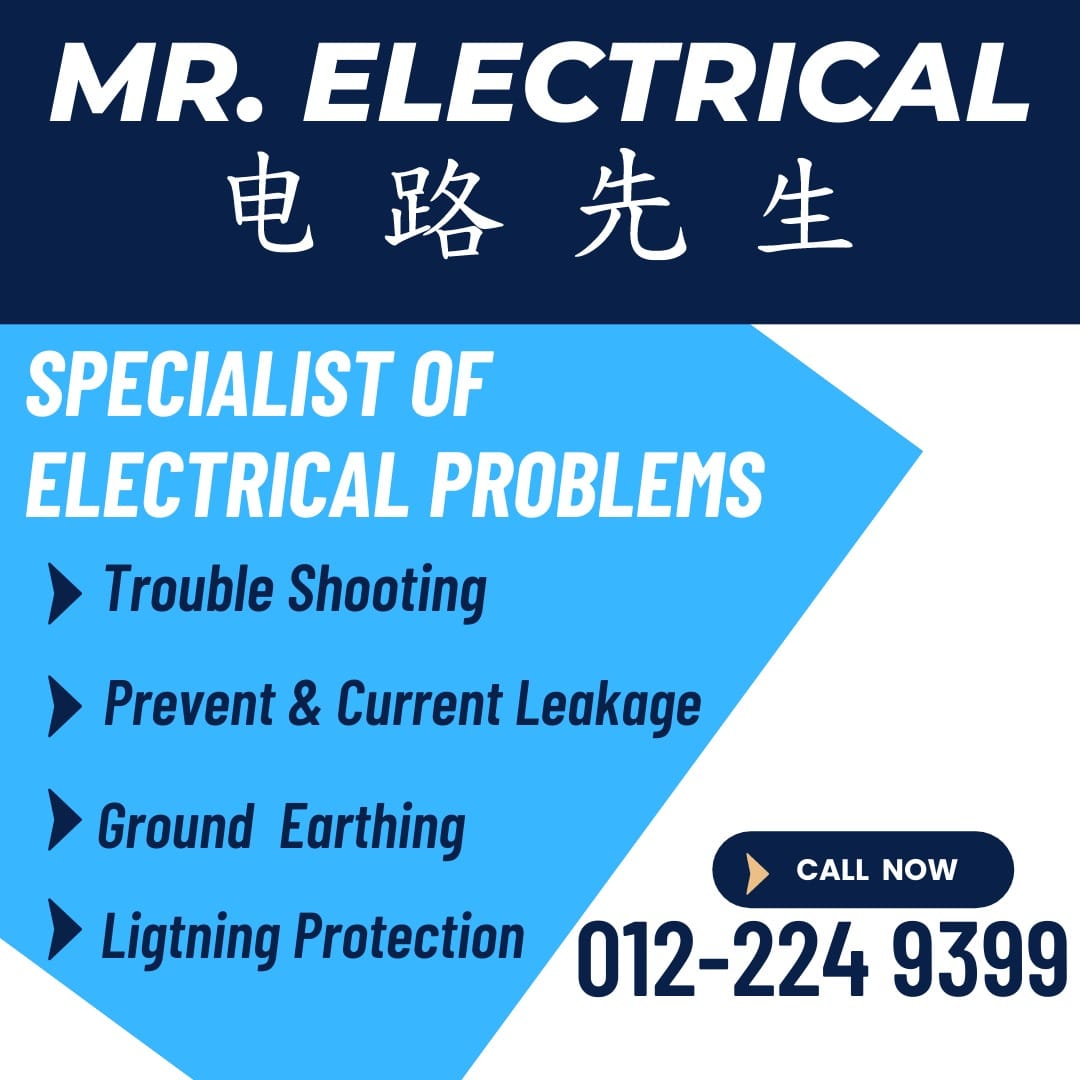 MR. ELECTRICAL
电路先生
SPECIALIST OF
ELECTRICAL PROBLEMS
Trouble Shooting
Prevent & Current Leakage
Ground Earthing
Ligtning Protection
CALL NOW
012-224 9399